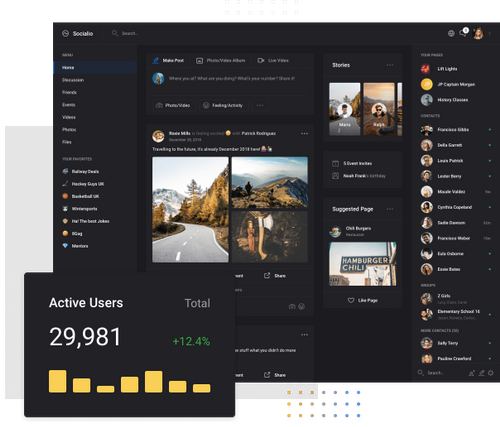 Socialio
Search...
MENU
Home
Discussion
Friends
Events
Videos
Photos
Files
YOUR FAVORITES
Railway Deals
Hockey Guys UK
Basketball UK
Wintersports
Ha! The best Jokes
9Gag
Mentors
Make Post
Photo/Video Album
Live Video
Where you at? What are you doing? What's your number? Share it!
Photo/Video
Feeling/Activity
Rosie Mills is feeling excited with Patrick Rodriguez
Travelling to the future, it's already December 2018 here!
Share
stuff what you didn't do more
Share
Stories
Maria
Ralph
5 Event Invites
Noah Frank's birthday
Suggested Page
Chili Burgers
Restaurant
HAMBURGER
CHILI
Like Page
YOUR PAGES
Lift Lights
JP Captain Morgan
History Classes
CONTACTS
Francisco Gibbs
Della Garrett
Louis Patrick
Lester Berry
Maude Valdez
Cynthia Copeland
Sadie Dawson
Francisco Weber
Eula Osborne
Essie Bates
GROUPS
Z Girls
Elementary School 16
MORE CONTACTS (30)
Sally Terry
Pauline Crawford
Search...
Active Users
Total
29,981
+12.4%